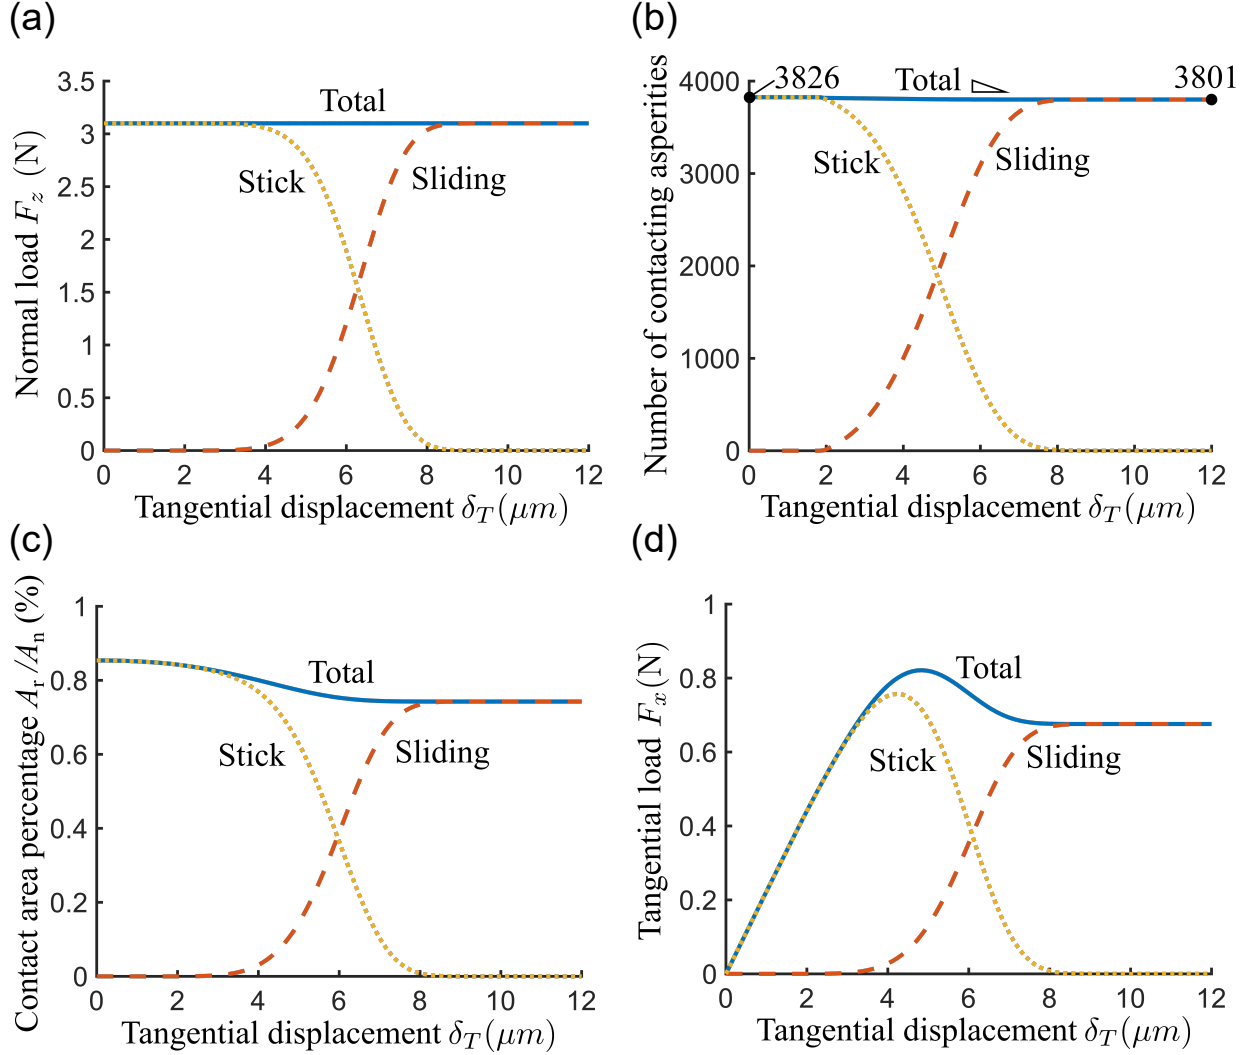 (a)
3.5
3
2.5
2
1.5
1
0.5
0
Normal load F_z (N)
Total
Stick
Sliding
0 2 4 6 8 10 12
Tangential displacement δ_T(μm)
(b)
4000
3000
2000
1000
0
Number of contacting asperities
3826
Total
3801
Stick
Sliding
0 2 4 6 8 10 12
Tangential displacement δ_T(μm)
(c)
1
0.8
0.6
0.4
0.2
0
Contact area percentage A_r/A_n (%)
Total
Stick
Sliding
0 2 4 6 8 10 12
Tangential displacement δ_T(μm)
(d)
1
0.8
0.6
0.4
0.2
0
Tangential load F_x(N)
Total
Stick
Sliding
0 2 4 6 8 10 12
Tangential displacement δ_T(μm)